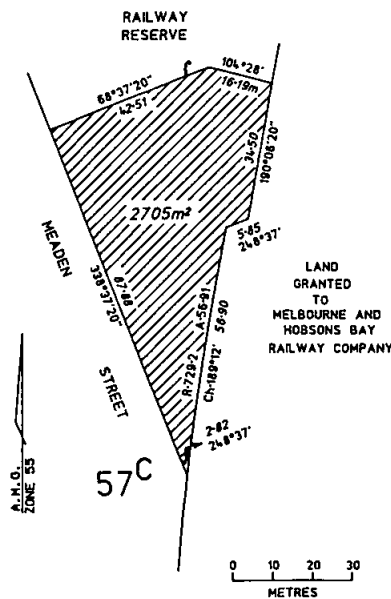 RAILWAY
RESERVE
68°37'20"
42·51
104°28'
16·19m
34·50
190°06'20"
2705m²
5·85
248°37'
MEADEN
STREET
338°37'20"
87·88
A-56·91
R-729·2
56·90
Ch-189°12'
LAND
GRANTED
TO
MELBOURNE AND
HOBSONS BAY
RAILWAY COMPANY
2·82
248°37'
57C
A.M.G.
ZONE 55
0 10 20 30
METRES